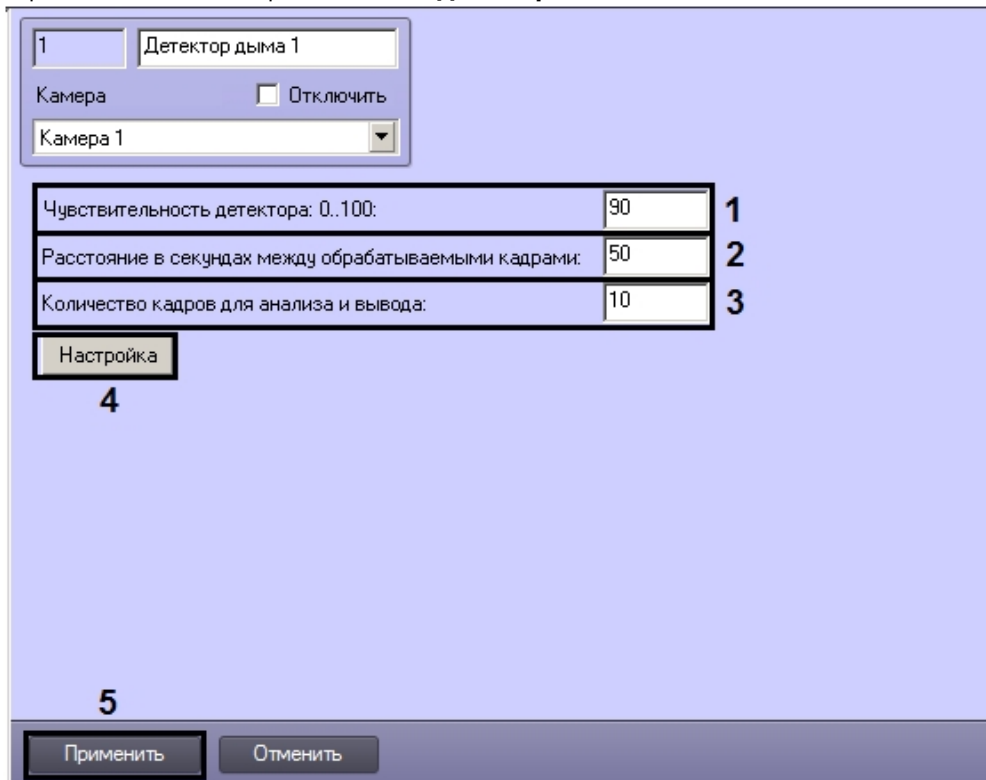 1 Детектор дыма 1
Камера Отключить
Камера 1
Чувствительность детектора: 0..100: 90 1
Расстояние в секундах между обрабатываемыми кадрами: 50 2
Количество кадров для анализа и вывода: 10 3
Настройка
4
5
Применить Отменить